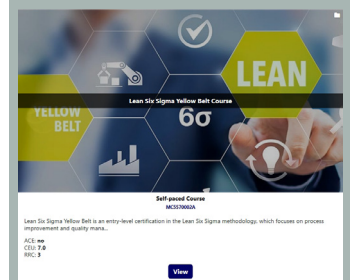 LEAN
Lean Six Sigma Yellow Belt Course
YELLOW
BELT
6σ
Self-paced Course
MC5570002A
Lean Six Sigma Yellow Belt is an entry-level certification in the Lean Six Sigma methodology, which focuses on process
improvement and quality mana...
ACE: no
CEU: 7.0
RRC: 3
View